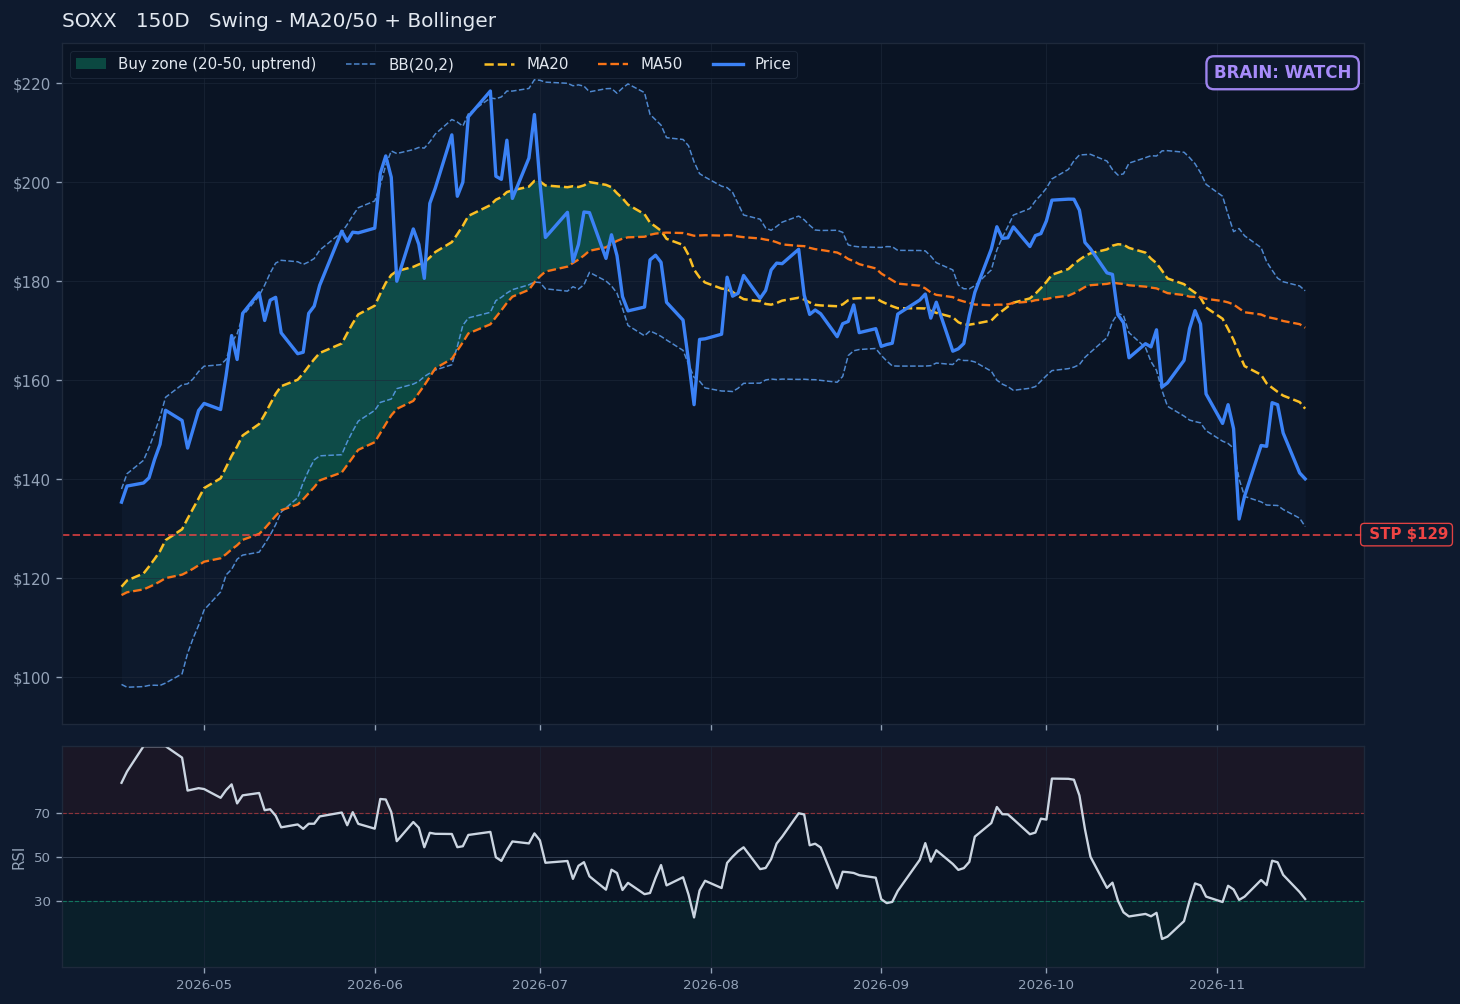 SOXX 150D Swing - MA20/50 + Bollinger
Buy zone (20-50, uptrend) BB(20,2) MA20 MA50 Price
BRAIN: WATCH
$220
$200
$180
$160
$140
STP $129
$120
$100
70
50
30
RSI
2026-05 2026-06 2026-07 2026-08 2026-09 2026-10 2026-11